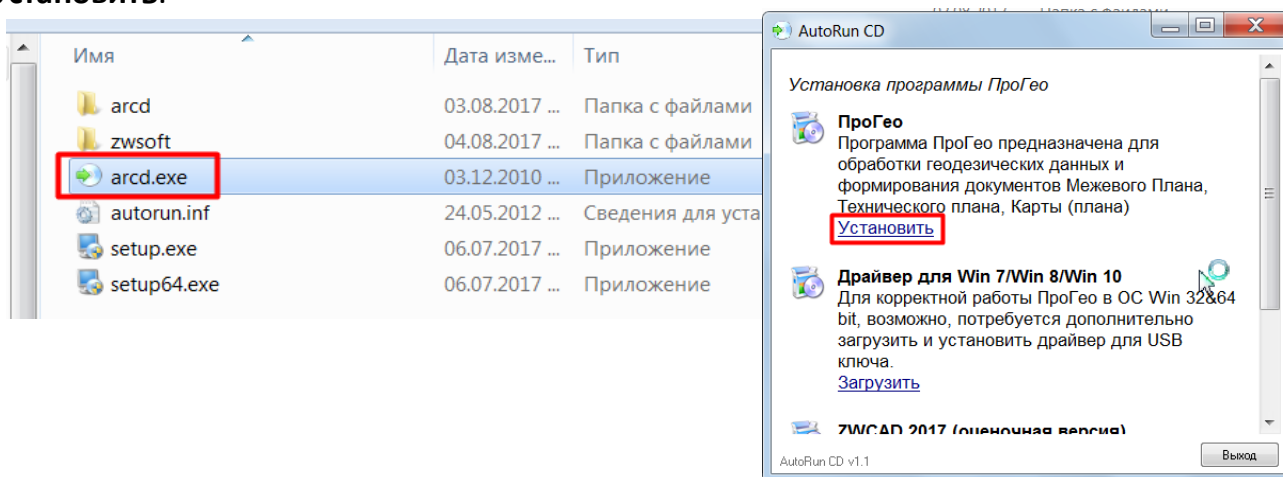 Установить.
Имя Дата изме... Тип
arcd 03.08.2017 ... Папка с файлами
zwsoft 04.08.2017 ... Папка с файлами
arcd.exe 03.12.2010 ... Приложение
autorun.inf 24.05.2012 ... Сведения для уста
setup.exe 06.07.2017 ... Приложение
setup64.exe 06.07.2017 ... Приложение
AutoRun CD
Установка программы ПроГео
ПроГео
Программа ПроГео предназначена для
обработки геодезических данных и
формирования документов Межевого Плана,
Технического плана, Карты (плана)
Установить
Драйвер для Win 7/Win 8/Win 10
Для корректной работы ПроГео в ОС Win 32&64
bit, возможно, потребуется дополнительно
загрузить и установить драйвер для USB
ключа.
Загрузить
ZWCAD 2017 (оценочная версия)
AutoRun CD v1.1
Выход